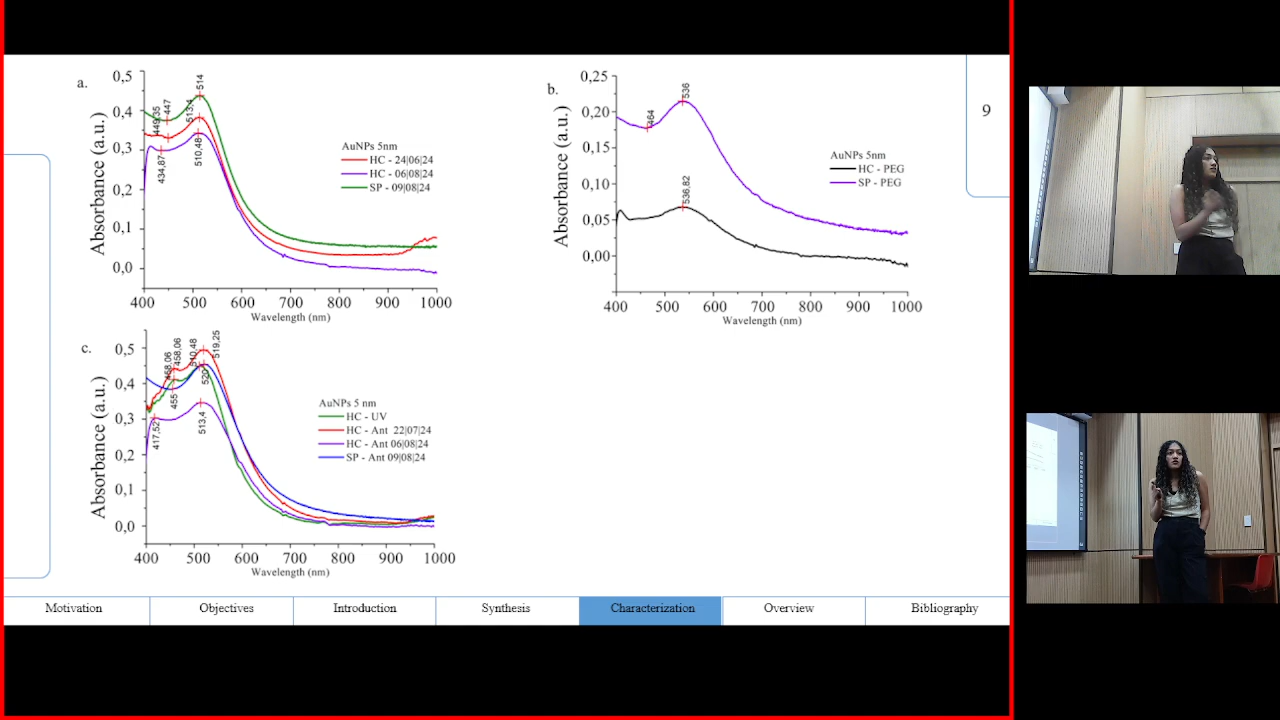 a.
0,5
0,4
0,3
0,2
0,1
0,0
Absorbance (a.u.)
449,35
447
513,4
514
434,87
510,48
AuNPs 5nm
HC - 24|06|24
HC - 06|08|24
SP - 09|08|24
400 500 600 700 800 900 1000
Wavelength (nm)
b.
0,25
0,20
0,15
0,10
0,05
0,00
Absorbance (a.u.)
464
536
536,82
AuNPs 5nm
HC - PEG
SP - PEG
400 500 600 700 800 900 1000
Wavelength (nm)
9
c.
0,5
0,4
0,3
0,2
0,1
0,0
Absorbance (a.u.)
458,06
458,06
510,48
519,25
417,52
455
520
513,4
AuNPs 5 nm
HC - UV
HC - Ant 22|07|24
HC - Ant 06|08|24
SP - Ant 09|08|24
400 500 600 700 800 900 1000
Wavelength (nm)
Motivation Objectives Introduction Synthesis Characterization Overview Bibliography